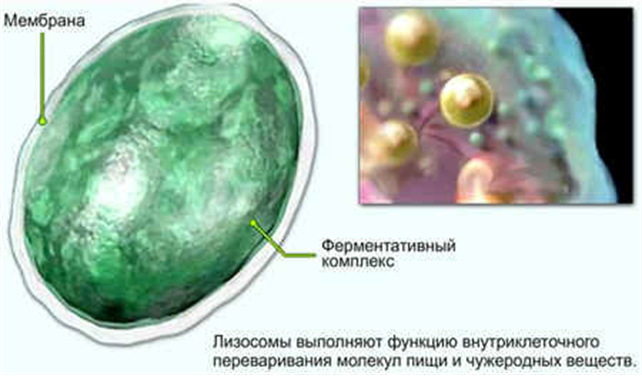 Мембрана
Ферментативный
комплекс
Лизосомы выполняют функцию внутриклеточного
переваривания молекул пищи и чужеродных веществ.